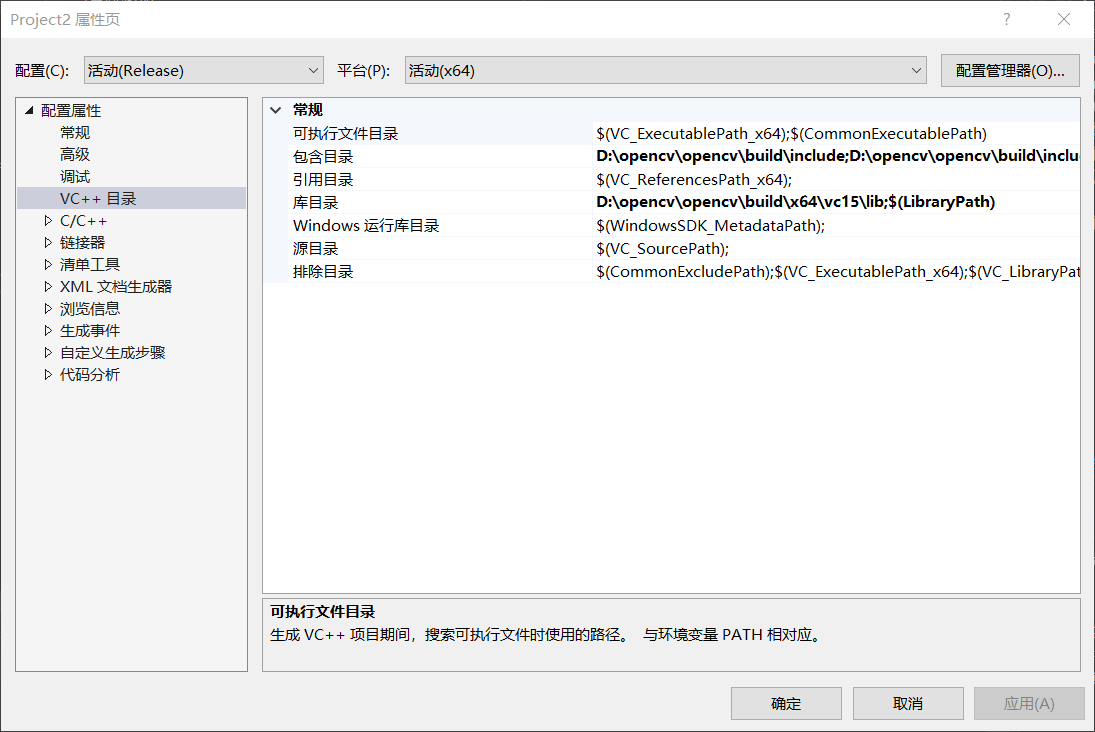 Project2 属性页
配置(C): 活动(Release) 平台(P): 活动(x64) 配置管理器(O)...
配置属性
常规
高级
调试
VC++ 目录
C/C++
链接器
清单工具
XML 文档生成器
浏览信息
生成事件
自定义生成步骤
代码分析
常规
可执行文件目录 $(VC_ExecutablePath_x64);$(CommonExecutablePath)
包含目录 D:\opencv\opencv\build\include;D:\opencv\opencv\build\inclu
引用目录 $(VC_ReferencesPath_x64);
库目录 D:\opencv\opencv\build\x64\vc15\lib;$(LibraryPath)
Windows 运行库目录 $(WindowsSDK_MetadataPath);
源目录 $(VC_SourcePath);
排除目录 $(CommonExcludePath);$(VC_ExecutablePath_x64);$(VC_LibraryPat
可执行文件目录
生成 VC++ 项目期间，搜索可执行文件时使用的路径。 与环境变量 PATH 相对应。
确定 取消 应用(A)